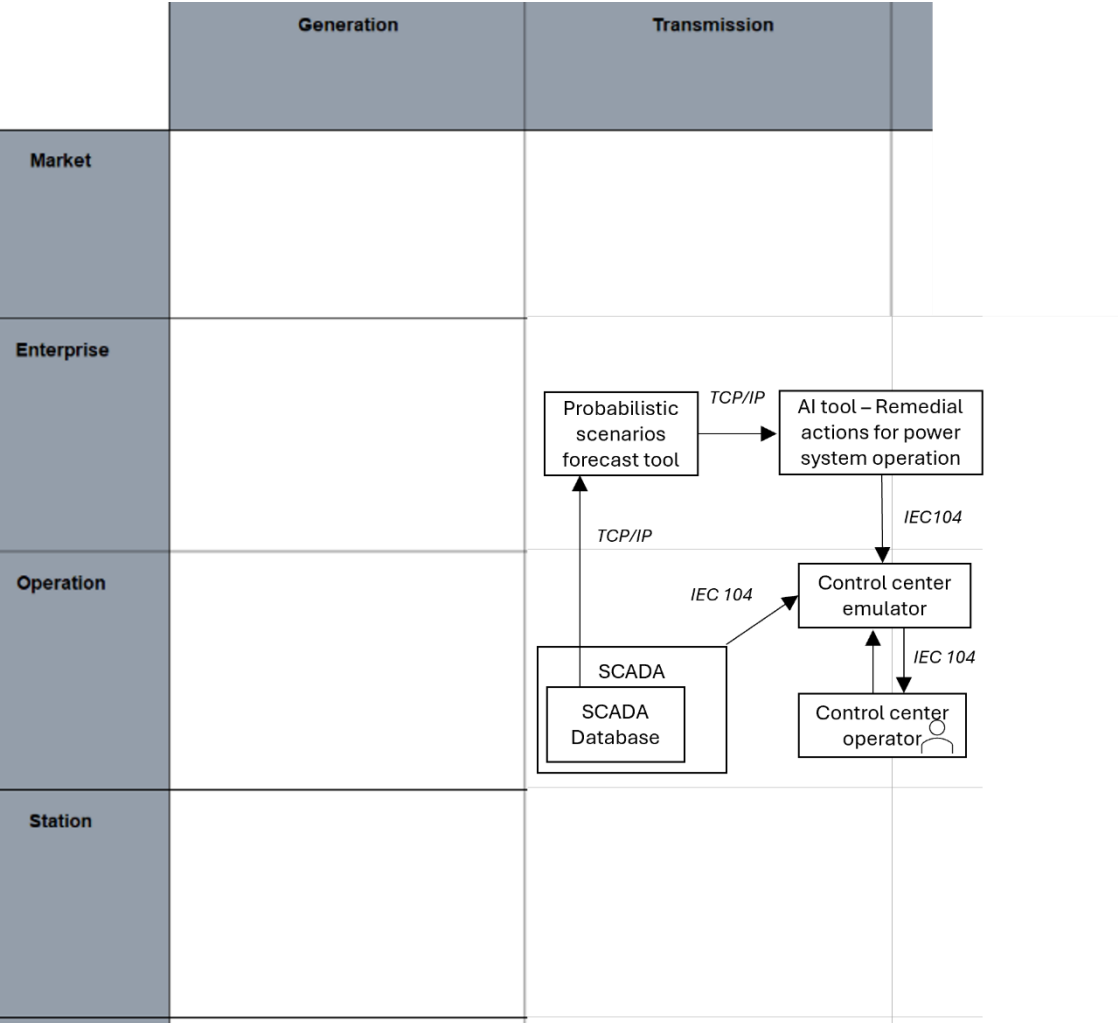 Generation
Transmission
Market
Enterprise
Probabilistic
scenarios
forecast tool
TCP/IP
AI tool – Remedial
actions for power
system operation
TCP/IP
IEC104
Operation
IEC 104
Control center
emulator
SCADA
SCADA
Database
IEC 104
Control center
operator
Station